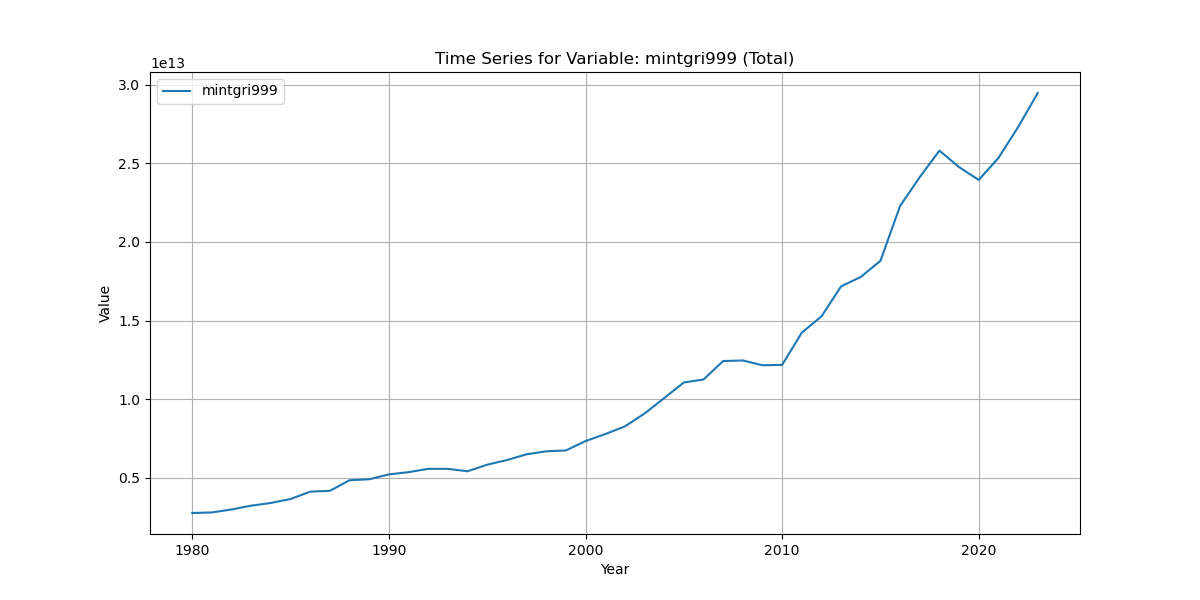 Time Series for Variable: mintgri999 (Total)
1e13
mintgri999
3.0
2.5
2.0
1.5
1.0
0.5
Value
1980 1990 2000 2010 2020
Year